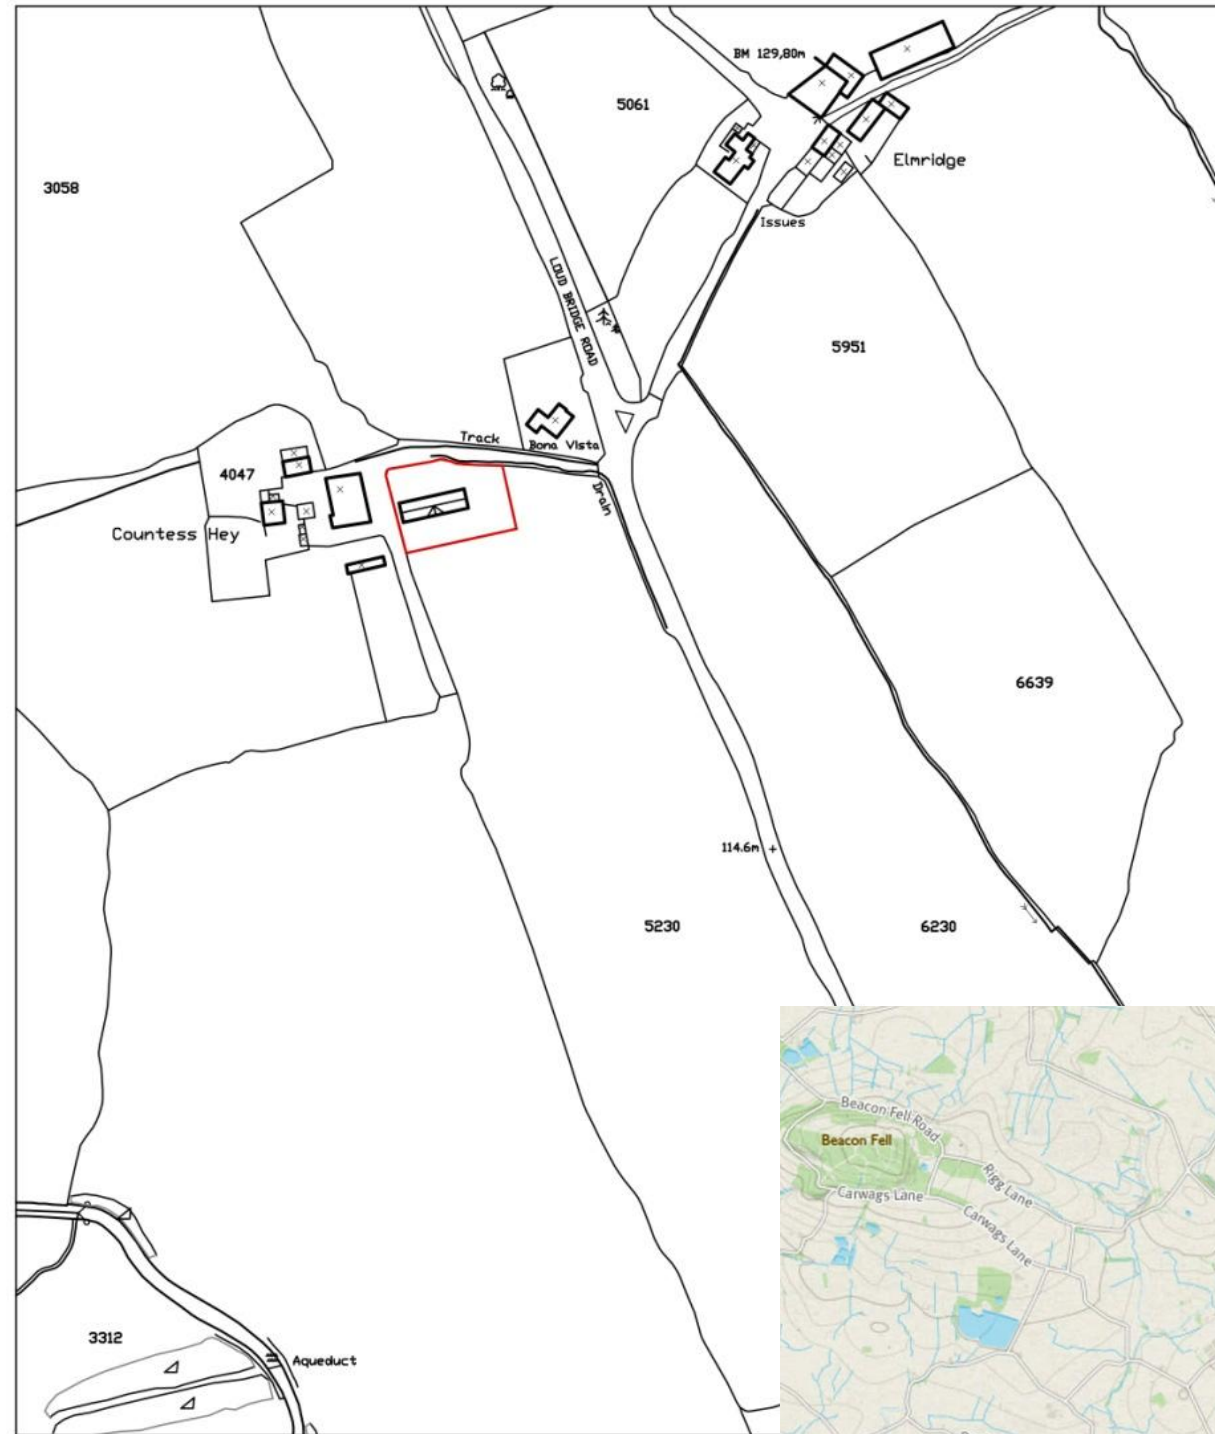 BM 129,80m
5061
Elmridge
3058
Issues
LOUD BRIDGE ROAD
5951
Track
Bona Vista
4047
Drain
Countess Hey
6639
114.6m
5230
6230
Beacon Fell Road
Beacon Fell
Rigg Lane
Carwags Lane
Carwags Lane
3312
Aqueduct